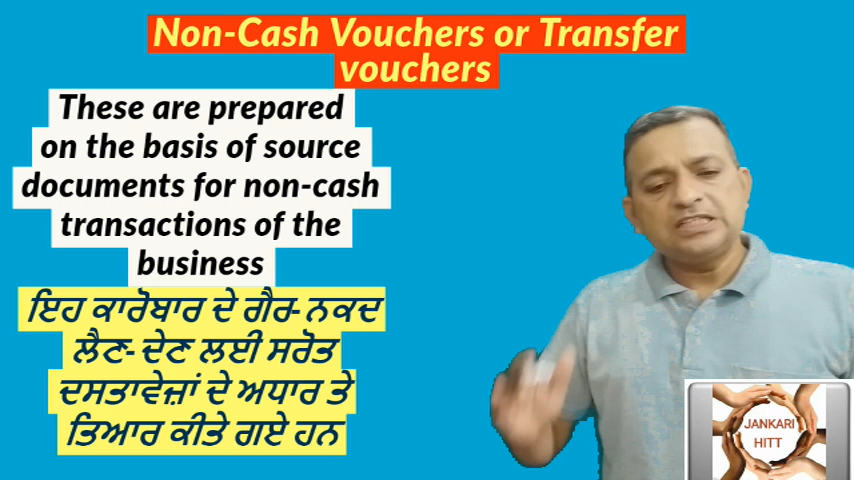 Non-Cash Vouchers or Transfer
vouchers
These are prepared
on the basis of source
documents for non-cash
transactions of the
business
ਇਹ ਕਾਰੋਬਾਰ ਦੇ ਗੈਰ- ਨਕਦ
ਲੈਣ- ਦੇਣ ਲਈ ਸਰੋਤ
ਦਸਤਾਵੇਜ਼ਾਂ ਦੇ ਅਧਾਰ ਤੇ
ਤਿਆਰ ਕੀਤੇ ਗਏ ਹਨ
JANKARI
HITT